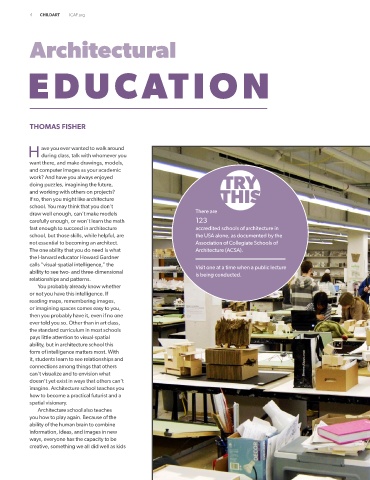 CHILDART ICAF.org
Architectural
EDUCATION
THOMAS FISHER
Have you ever wanted to walk around
during class, talk with whomever you
want there, and make drawings, models,
and computer images as your academic
work? And have you always enjoyed
doing puzzles, imagining the future,
and working with others on projects?
If so, then you might like architecture
school. You may think that you don't
draw well enough, can't make models
carefully enough, or won't learn the math
fast enough to succeed in architecture
school, but those skills, while helpful, are
not essential to becoming an architect.
The one ability that you do need is what
the Harvard educator Howard Gardner
calls "visual-spatial intelligence," the
ability to see two- and three-dimensional
relationships and patterns.
You probably already know whether
or not you have this intelligence. If
reading maps, remembering images,
or imagining spaces comes easy to you,
then you probably have it, even if no one
ever told you so. Other than in art class,
the standard curriculum in most schools
pays little attention to visual-spatial
ability, but in architecture school this
form of intelligence matters most. With
it, students learn to see relationships and
connections among things that others
can't visualize and to envision what
doesn't yet exist in ways that others can't
imagine. Architecture school teaches you
how to become a practical futurist and a
spatial visionary.
Architecture school also teaches
you how to play again. Because of the
ability of the human brain to combine
information, ideas, and images in new
ways, everyone has the capacity to be
creative, something we all did well as kids
TRY
THIS
There are
123
accredited schools of architecture in
the USA alone, as documented by the
Association of Collegiate Schools of
Architecture (ACSA).
Visit one at a time when a public lecture
is being conducted.